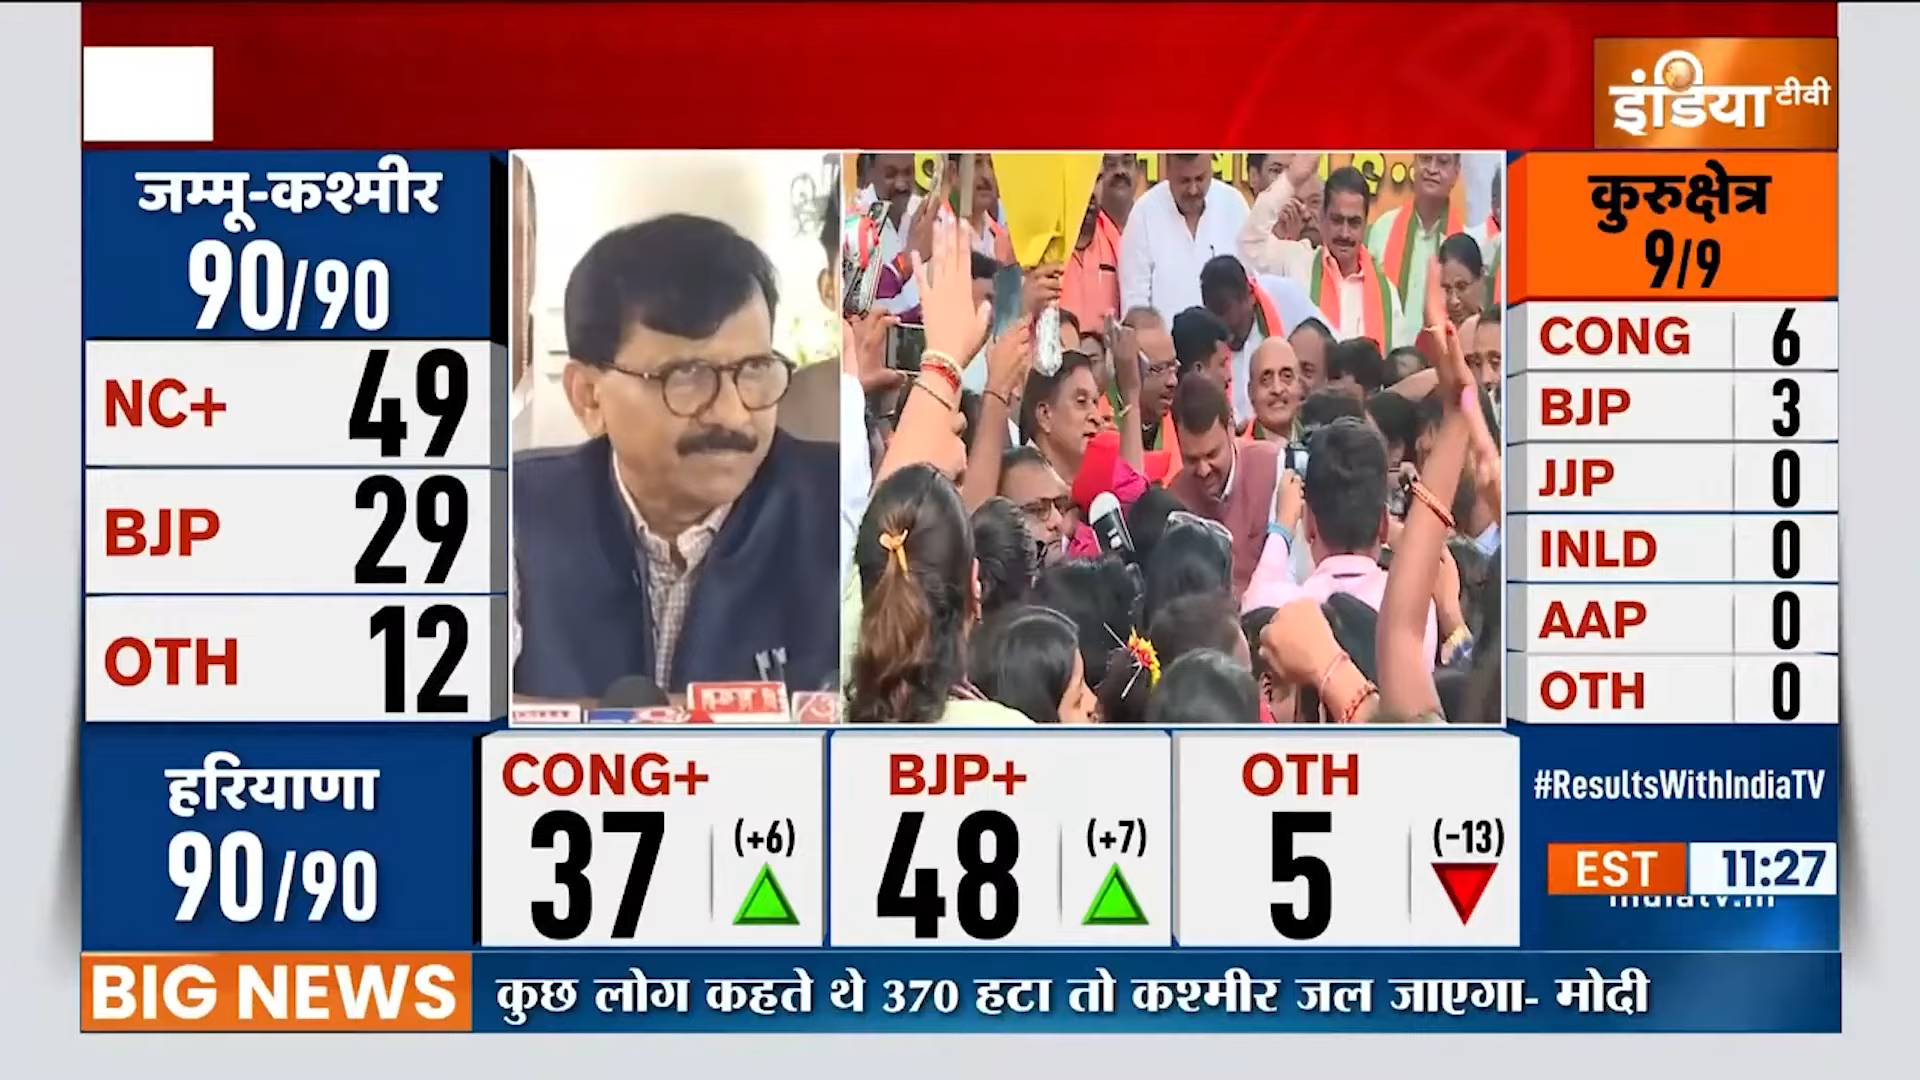 इंडिया टीवी
जम्मू-कश्मीर
90/90
NC+ 49
BJP 29
OTH 12
कुरुक्षेत्र
9/9
CONG 6
BJP 3
JJP 0
INLD 0
AAP 0
OTH 0
हरियाणा
90/90
CONG+
37 (+6)
BJP+
48 (+7)
OTH
5 (-13)
#ResultsWithIndiaTV
EST 11:27
indiatv.in
BIG NEWS
कुछ लोग कहते थे 370 हटा तो कश्मीर जल जाएगा- मोदी